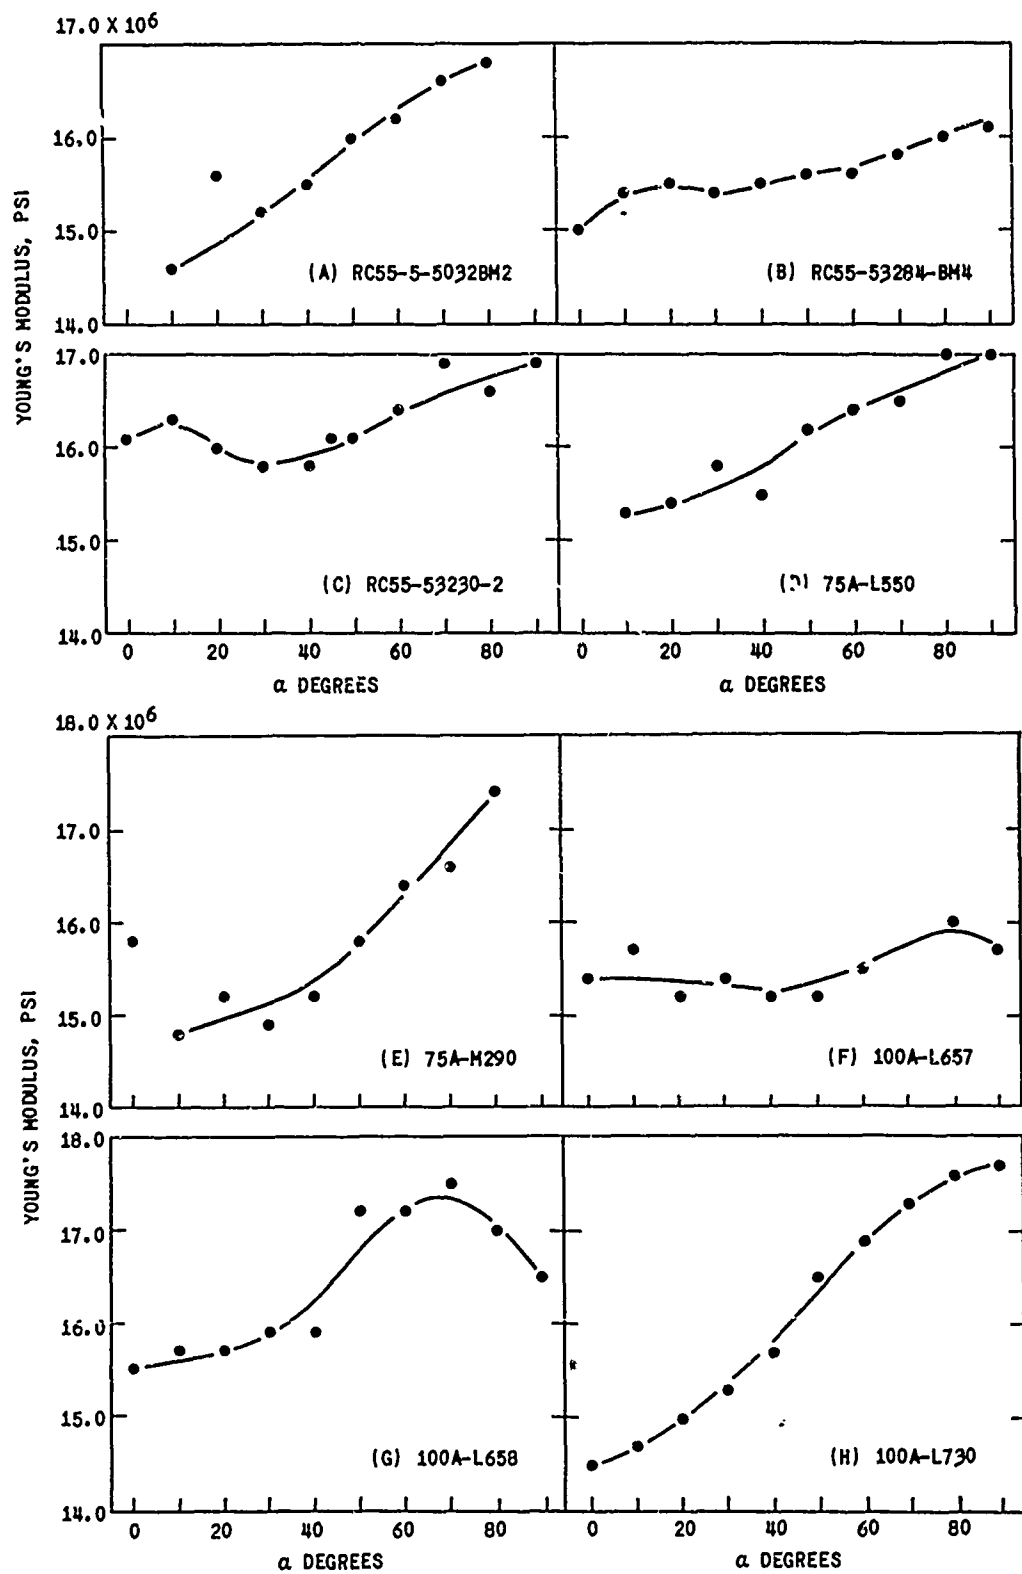 17.0 X 10⁶
16.0
15.0
14.0
(A) RC55-5-5032BM2
(B) RC55-53284-BM4
YOUNG'S MODULUS, PSI
17.0
16.0
15.0
14.0
(C) RC55-53230-2
(D) 75A-L550
0 20 40 60 80
0 20 40 60 80
α DEGREES
α DEGREES
18.0 X 10⁶
17.0
16.0
15.0
14.0
(E) 75A-M290
(F) 100A-L657
YOUNG'S MODULUS, PSI
18.0
17.0
16.0
15.0
14.0
(G) 100A-L658
(H) 100A-L730
0 20 40 60 80
0 20 40 60 80
α DEGREES
α DEGREES